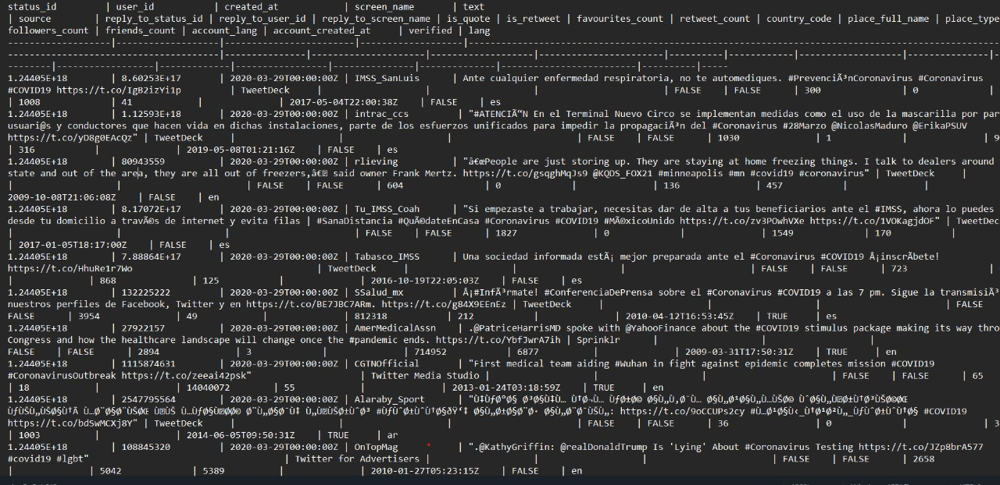 status_id | user_id | created_at | screen_name | text
| source | reply_to_status_id | reply_to_user_id | reply_to_screen_name | is_quote | is_retweet | favourites_count | retweet_count | country_code | place_full_name | place_type
followers_count | friends_count | account_lang | account_created_at | verified | lang
1.24405E+18 | 8.60253E+17 | 2020-03-29T00:00:00Z | IMSS_SanLuis | Ante cualquier enfermedad respiratoria, no te automediques. #PrevenciÃ³nCoronavirus #Coronavirus
#COVID19 https://t.co/IgB2izYi1p | TweetDeck | | | | FALSE | FALSE | 300 | 0 |
| 1008 | 41 | | 2017-05-04T22:00:38Z | FALSE | es
1.24405E+18 | 1.12593E+18 | 2020-03-29T00:00:00Z | intrac_ccs | "#ATENCIÃ“N En el Terminal Nuevo Circo se implementan medidas como el uso de la mascarilla por par
usuari@s y conductores que hacen vida en dichas instalaciones, parte de los esfuerzos unificados para impedir la propagaciÃ³n del #Coronavirus #28Marzo @NicolasMaduro @ErikaPSUV
https://t.co/yD8g0EAcQz" | TweetDeck | | | | FALSE | FALSE | 1030 | 1 | | 9
| 316 | | 2019-05-08T01:21:16Z | FALSE | es
1.24405E+18 | 80943559 | 2020-03-29T00:00:00Z | rlieving | "â€œPeople are just storing up. They are staying at home freezing things. I talk to dealers around
state and out of the area, they are all out of freezers,â€ said owner Frank Mertz. https://t.co/gsqghMqJs9 @KQDS_FOX21 #minneapolis #mn #covid19 #coronavirus" | TweetDeck |
| | | FALSE | FALSE | 604 | 0 | | 136 | 457 | |
2009-10-08T21:06:08Z | FALSE | en
1.24405E+18 | 8.17072E+17 | 2020-03-29T00:00:00Z | Tu_IMSS_Coah | "Si empezaste a trabajar, necesitas dar de alta a tus beneficiarios ante el #IMSS, ahora lo puedes
desde tu domicilio a travÃ©s de internet y evita filas | #SanaDistancia #QuÃ©dateEnCasa #Coronavirus #COVID19 #MÃ©xicoUnido https://t.co/zv3POwhVXe https://t.co/1VOKagjdOF" | TweetDec
| | | FALSE | FALSE | 1827 | 0 | | 1549 | 170 |
| 2017-01-05T18:17:00Z | FALSE | es
1.24405E+18 | 7.88864E+17 | 2020-03-29T00:00:00Z | Tabasco_IMSS | Una sociedad informada estÃ¡ mejor preparada ante el #Coronavirus #COVID19 Â¡inscrÃ­bete!
https://t.co/HhuRe1r7Wo | TweetDeck | | | | FALSE | FALSE | 723
| | 868 | 125 | | 2016-10-19T22:05:03Z | FALSE | es
1.24405E+18 | 132225222 | 2020-03-29T00:00:00Z | SSalud_mx | Â¡InfÃ³rmate! #ConferenciaDePrensa sobre el #Coronavirus #COVID19 a las 7 pm. Sigue la transmisiÃ³
nuestros perfiles de Facebook, Twitter y en https://t.co/BE7JBC7ARm. https://t.co/g84X9EEnEz | TweetDeck | | | | FALSE
FALSE | 3954 | 49 | | 812318 | 212 | | 2010-04-12T16:53:45Z | TRUE | es
1.24405E+18 | 27922157 | 2020-03-29T00:00:00Z | AmerMedicalAssn | .@PatriceHarrisMD spoke with @YahooFinance about the #COVID19 stimulus package making its way thro
Congress and how the healthcare landscape will change once the #pandemic ends. https://t.co/YbfJwrA7ih | Sprinklr | | |
FALSE | FALSE | 2894 | 3 | | 714952 | 6877 | | 2009-03-31T17:50:31Z | TRUE | en
1.24405E+18 | 1115874631 | 2020-03-29T00:00:00Z | CGTNOfficial | "First medical team aiding #Wuhan in fight against epidemic completes mission #COVID19
#CoronavirusOutbreak https://t.co/zeeai42psk" | Twitter Media Studio | | | | FALSE | FALSE | 65
| 18 | | 14040072 | 55 | | 2013-01-24T03:18:59Z | TRUE | en
1.24405E+18 | 2547795564 | 2020-03-29T00:00:00Z | Alaraby_Sport
https://t.co/9oCCUPs2cy #COVID19
https://t.co/bdSwMCXj8Y" | TweetDeck | | | | FALSE | FALSE | 36 | 0 | | 3
| 1003 | | 2014-06-05T09:50:31Z | TRUE | ar
1.24405E+18 | 108845320 | 2020-03-29T00:00:00Z | OnTopMag | ".@KathyGriffin: @realDonaldTrump Is 'Lying' About #Coronavirus Testing https://t.co/JZp8brA577
#covid19 #lgbt" | Twitter for Advertisers | | | | FALSE | FALSE | 2658
| | 5042 | 5389 | | 2010-01-27T05:23:15Z | FALSE | en